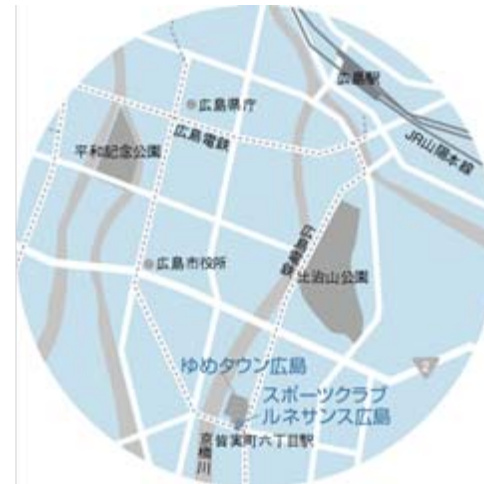 広島駅
広島県庁
広島電鉄
JR山陽本線
平和記念公園
広島電鉄
広島市役所
比治山公園
2
ゆめタウン広島
スポーツクラブ
ルネサンス広島
皆実町六丁目駅
京橋川